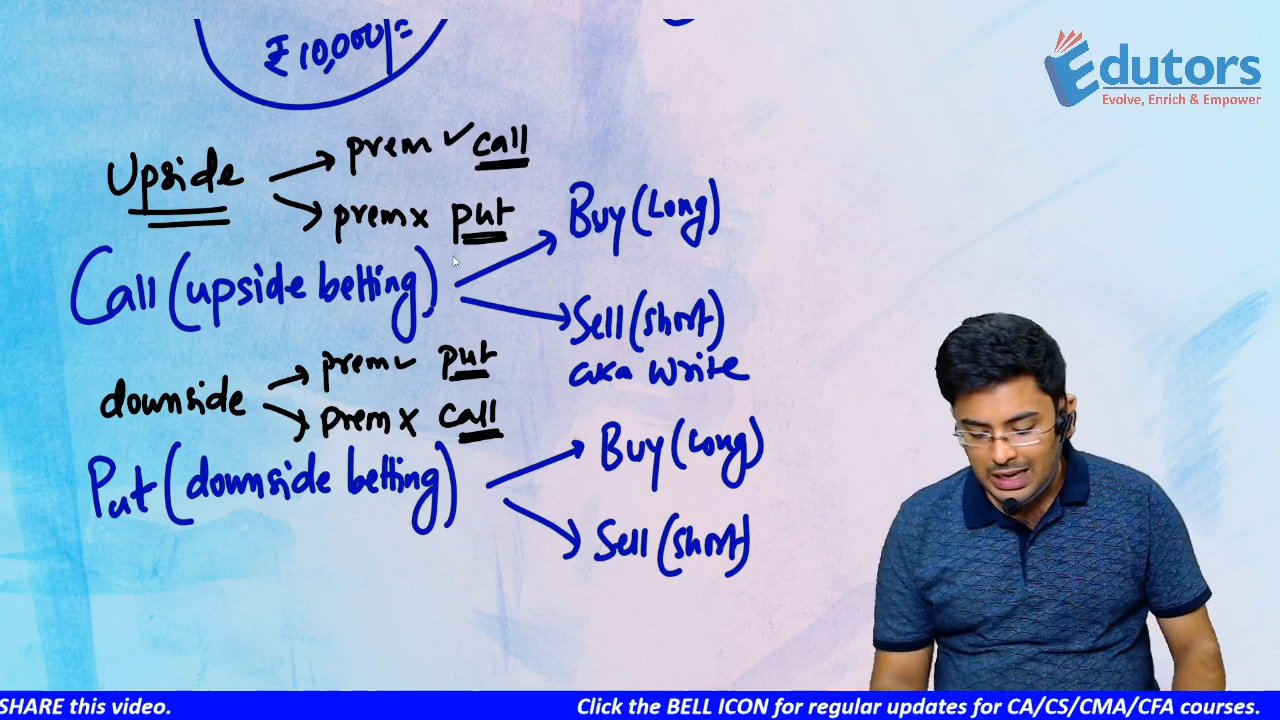 ₹10,000/=
Edutors
Evolve, Enrich & Empower
Upside → prem ✓ call
→ prem x put
Call (upside betting) → Buy (Long)
→ Sell (short)
aka Write
downside → prem ✓ put
→ prem x call
Put (downside betting) → Buy (Long)
→ Sell (short)
SHARE this video.
Click the BELL ICON for regular updates for CA/CS/CMA/CFA courses.